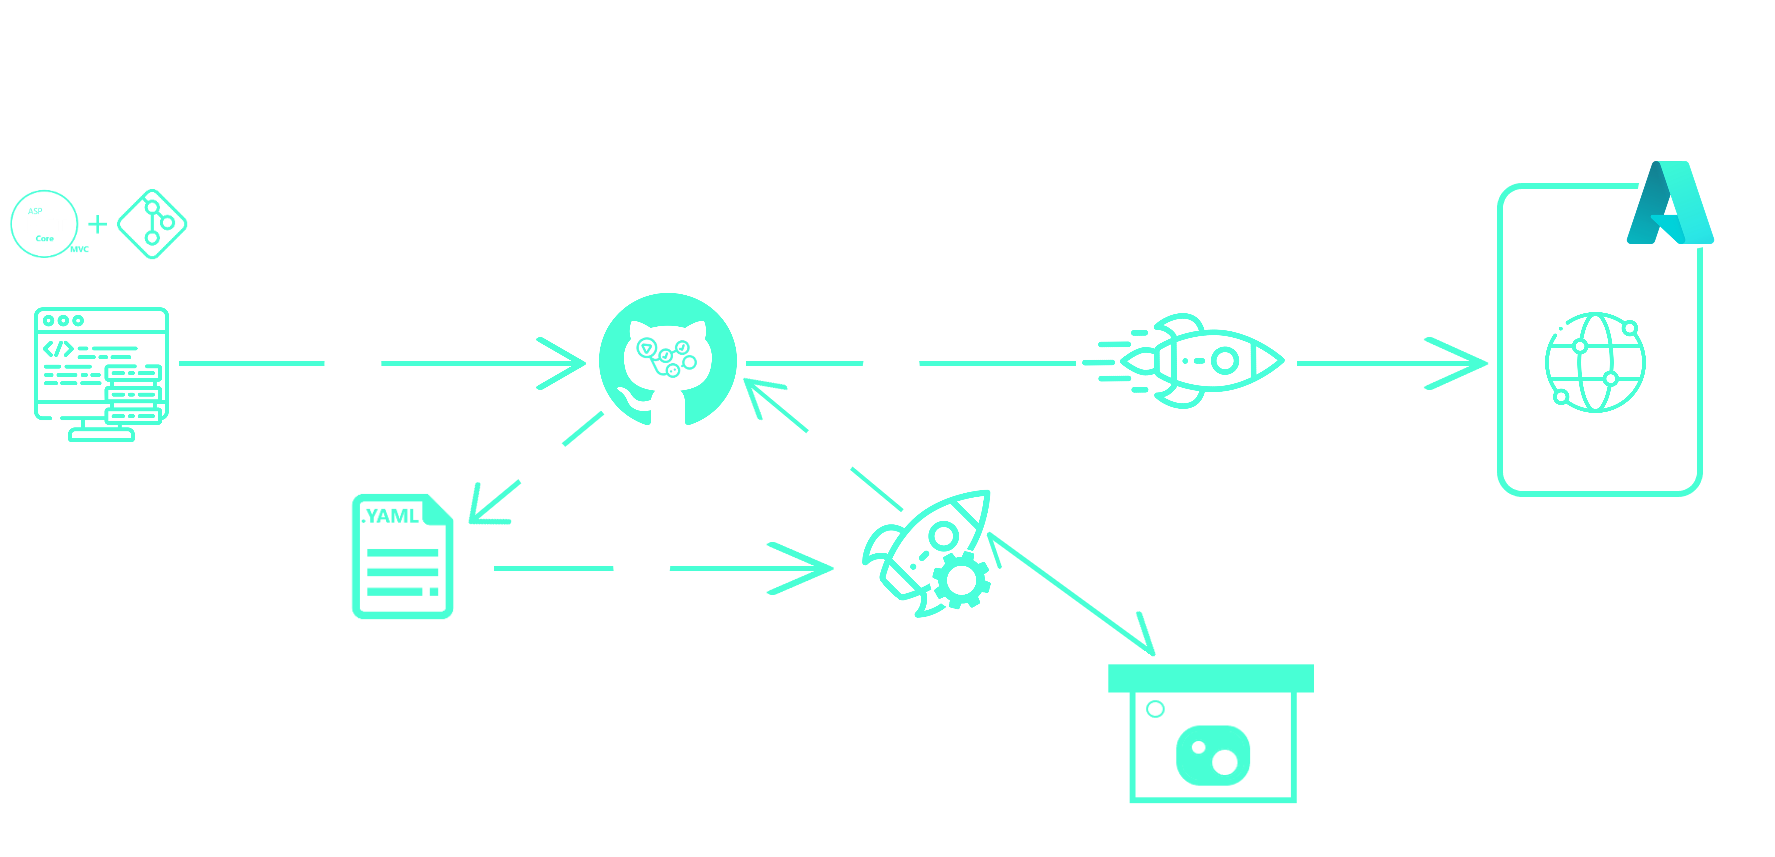 ASP
Core
MVC
</>
.YAML